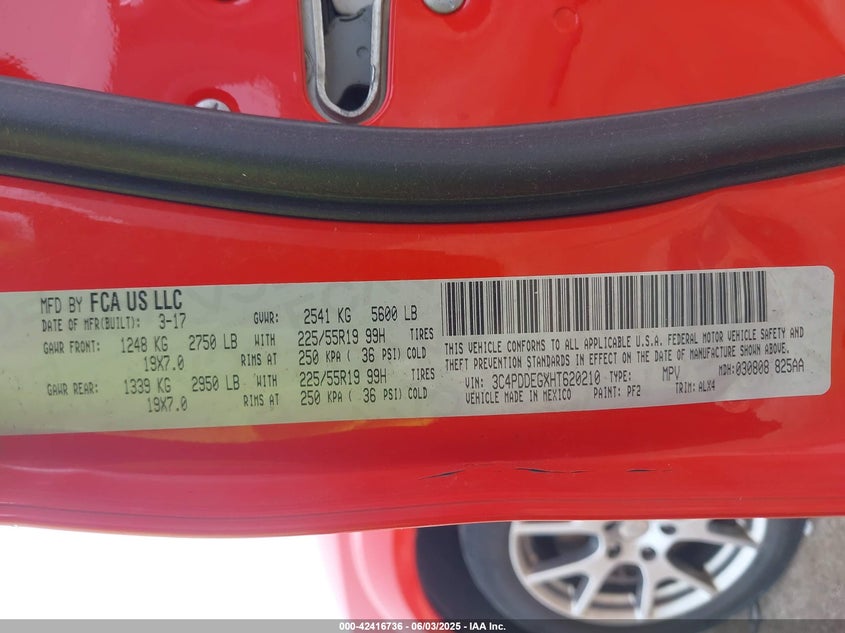 MFD BY FCA US LLC
DATE OF MFR(BUILT): 3-17 GVWR: 2541 KG 5600 LB
GAWR FRONT: 1248 KG 2750 LB WITH 225/55R19 99H TIRES
19X7.0 RIMS AT 250 KPA ( 36 PSI) COLD
GAWR REAR: 1339 KG 2950 LB WITH 225/55R19 99H TIRES
19X7.0 RIMS AT 250 KPA ( 36 PSI) COLD
THIS VEHICLE CONFORMS TO ALL APPLICABLE U.S.A. FEDERAL MOTOR VEHICLE SAFETY AND
THEFT PREVENTION STANDARDS IN EFFECT ON THE DATE OF MANUFACTURE SHOWN ABOVE.
VIN: 3C4PDDEGXHT620210 TYPE: MPV MDH:030808 825AA
VEHICLE MADE IN MEXICO PAINT: PF2 TRIM: ALX4
000-42416736 - 06/03/2025 - IAA Inc.